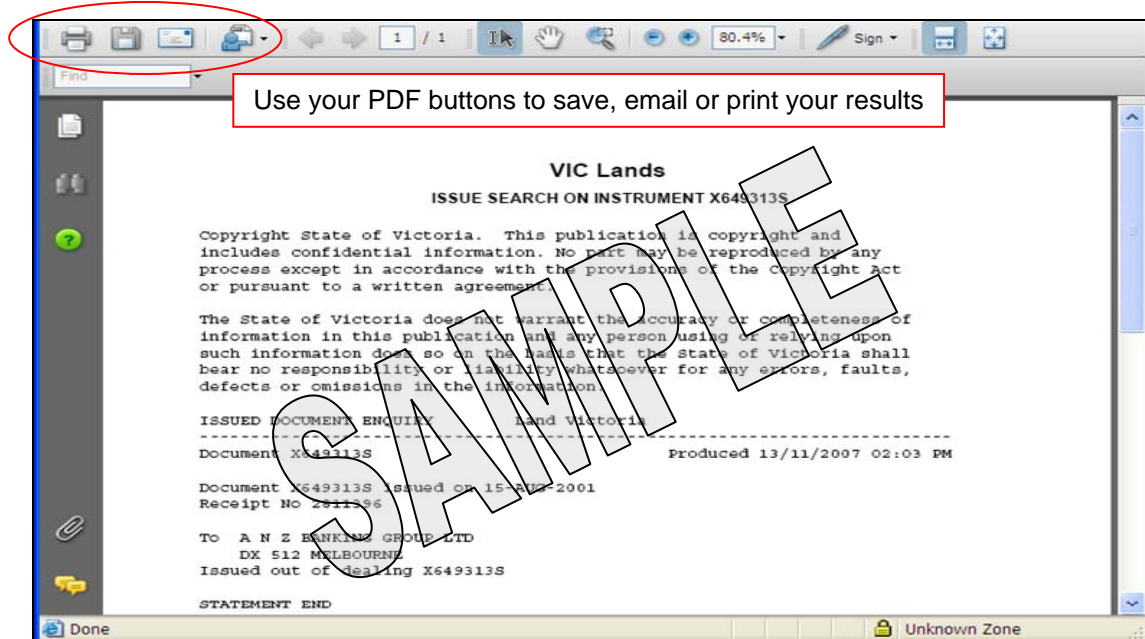 1 / 1
80.4%
Sign
Find
Use your PDF buttons to save, email or print your results
VIC Lands
ISSUE SEARCH ON INSTRUMENT X649313S
Copyright State of Victoria. This publication is copyright and
includes confidential information. No part may be reproduced by any
process except in accordance with the provisions of the Copyright Act
or pursuant to a written agreement.
The State of Victoria does not warrant the accuracy or completeness of
information in this publication and any person using or relying upon
such information does so on the basis that the State of Victoria shall
bear no responsibility or liability whatsoever for any errors, faults,
defects or omissions in the information.
ISSUED DOCUMENT ENQUIRY Land Victoria
Document X649313S Produced 13/11/2007 02:03 PM
Document X649313S issued on 15-AUG-2001
Receipt No
To A N Z BANKING GROUP LTD
DX 512 MELBOURNE
Issued out of dealing X649313S
STATEMENT END
SAMPLE
Done
Unknown Zone